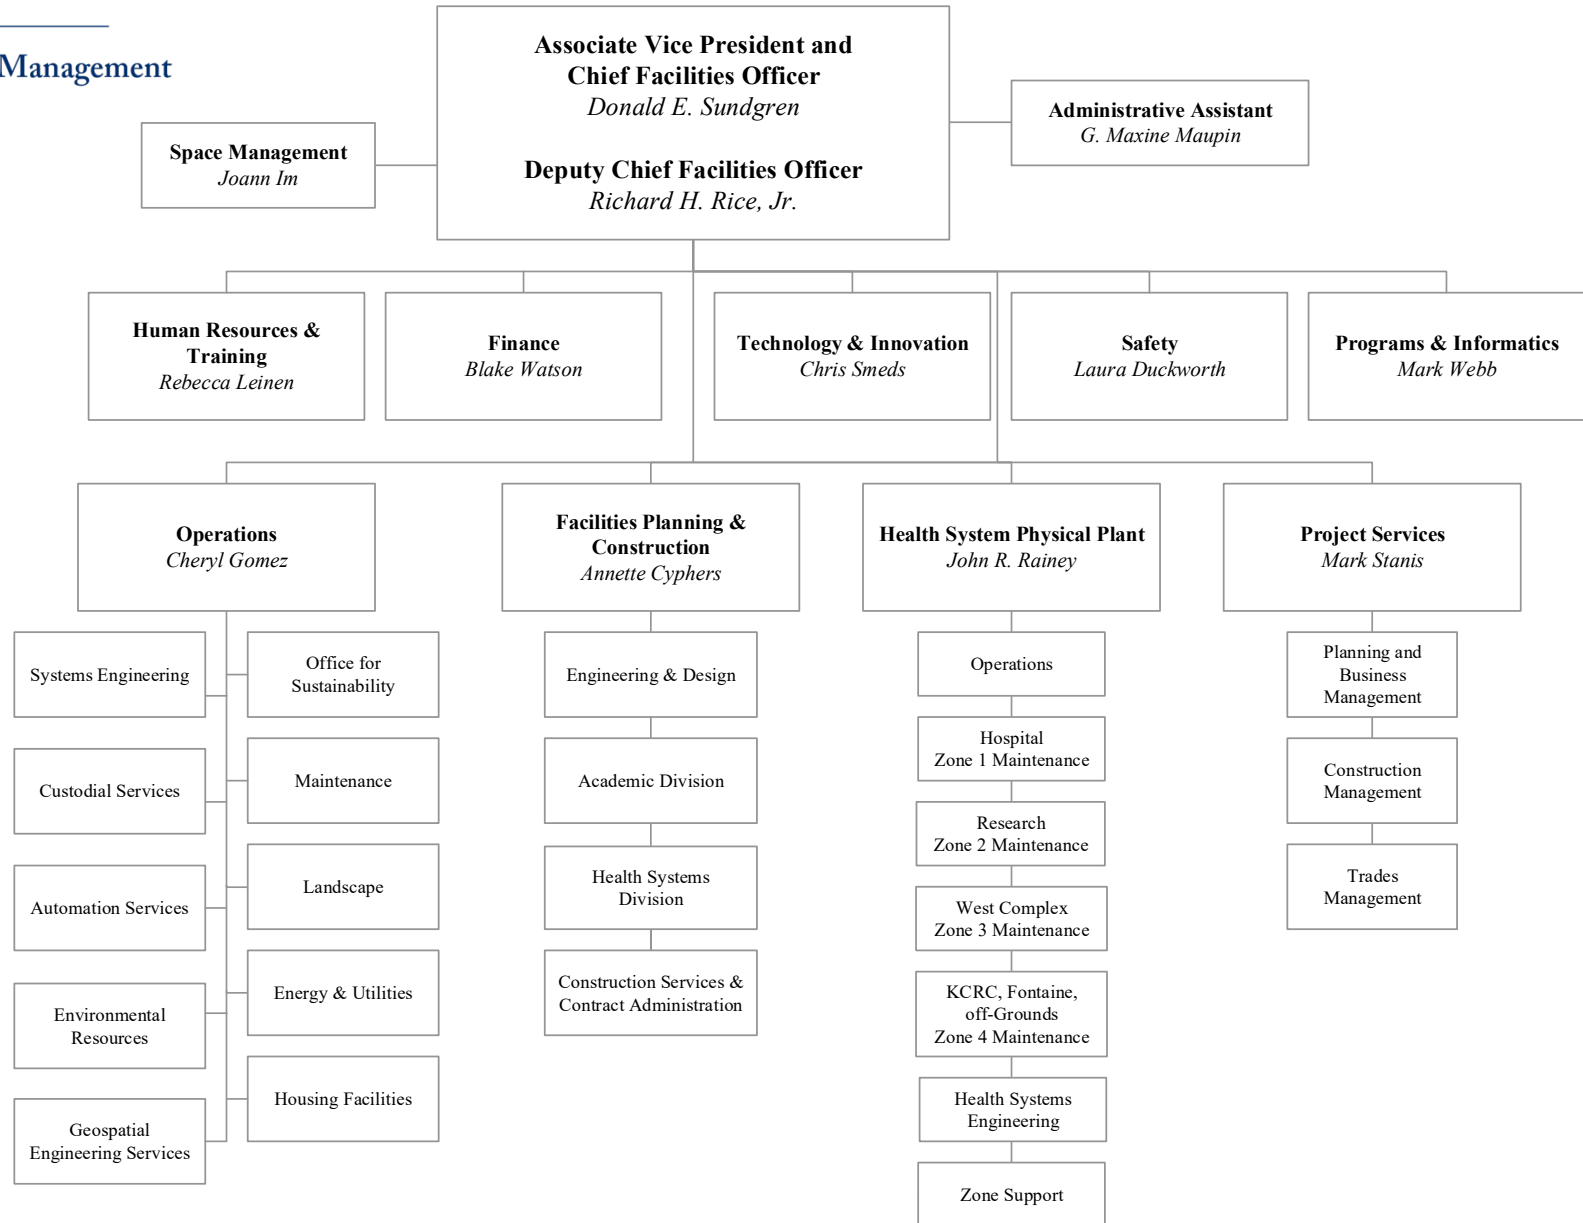 Management
Associate Vice President and
Chief Facilities Officer
Donald E. Sundgren
Deputy Chief Facilities Officer
Richard H. Rice, Jr.
Space Management
Joann Im
Administrative Assistant
G. Maxine Maupin
Human Resources &
Training
Rebecca Leinen
Finance
Blake Watson
Technology & Innovation
Chris Smeds
Safety
Laura Duckworth
Programs & Informatics
Mark Webb
Operations
Cheryl Gomez
Facilities Planning &
Construction
Annette Cyphers
Health System Physical Plant
John R. Rainey
Project Services
Mark Stanis
Systems Engineering
Custodial Services
Automation Services
Environmental
Resources
Geospatial
Engineering Services
Office for
Sustainability
Maintenance
Landscape
Energy & Utilities
Housing Facilities
Engineering & Design
Academic Division
Health Systems
Division
Construction Services &
Contract Administration
Operations
Hospital
Zone 1 Maintenance
Research
Zone 2 Maintenance
West Complex
Zone 3 Maintenance
KCRC, Fontaine,
off-Grounds
Zone 4 Maintenance
Health Systems
Engineering
Zone Support
Planning and
Business
Management
Construction
Management
Trades
Management